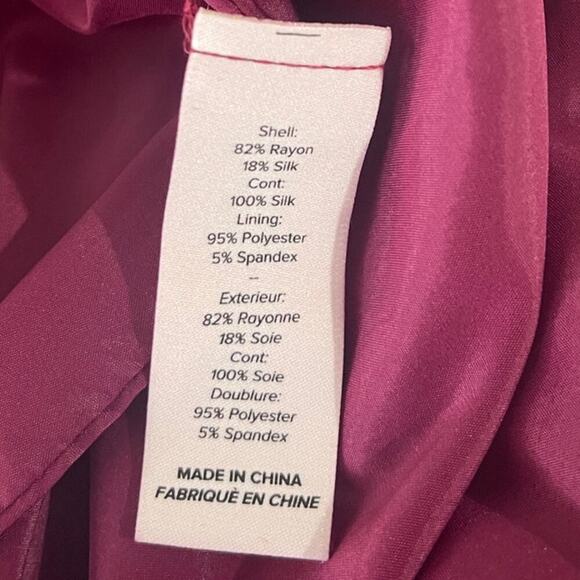 Shell:
82% Rayon
18% Silk
Cont:
100% Silk
Lining:
95% Polyester
5% Spandex
--
Exterieur:
82% Rayonne
18% Soie
Cont:
100% Soie
Doublure:
95% Polyester
5% Spandex
MADE IN CHINA
FABRIQUÈ EN CHINE